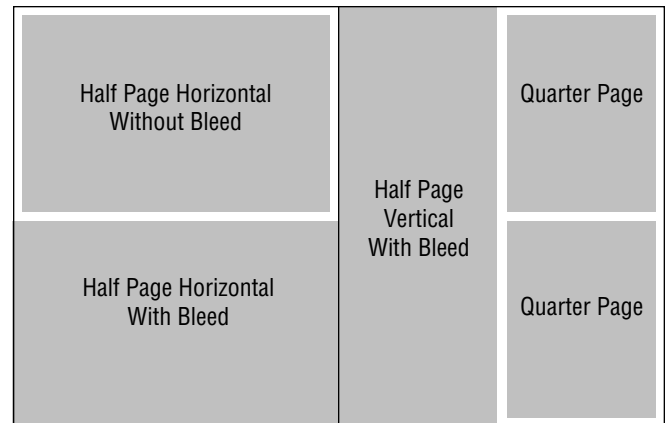 Half Page Horizontal
Without Bleed
Half Page Horizontal
With Bleed
Half Page
Vertical
With Bleed
Quarter Page
Quarter Page